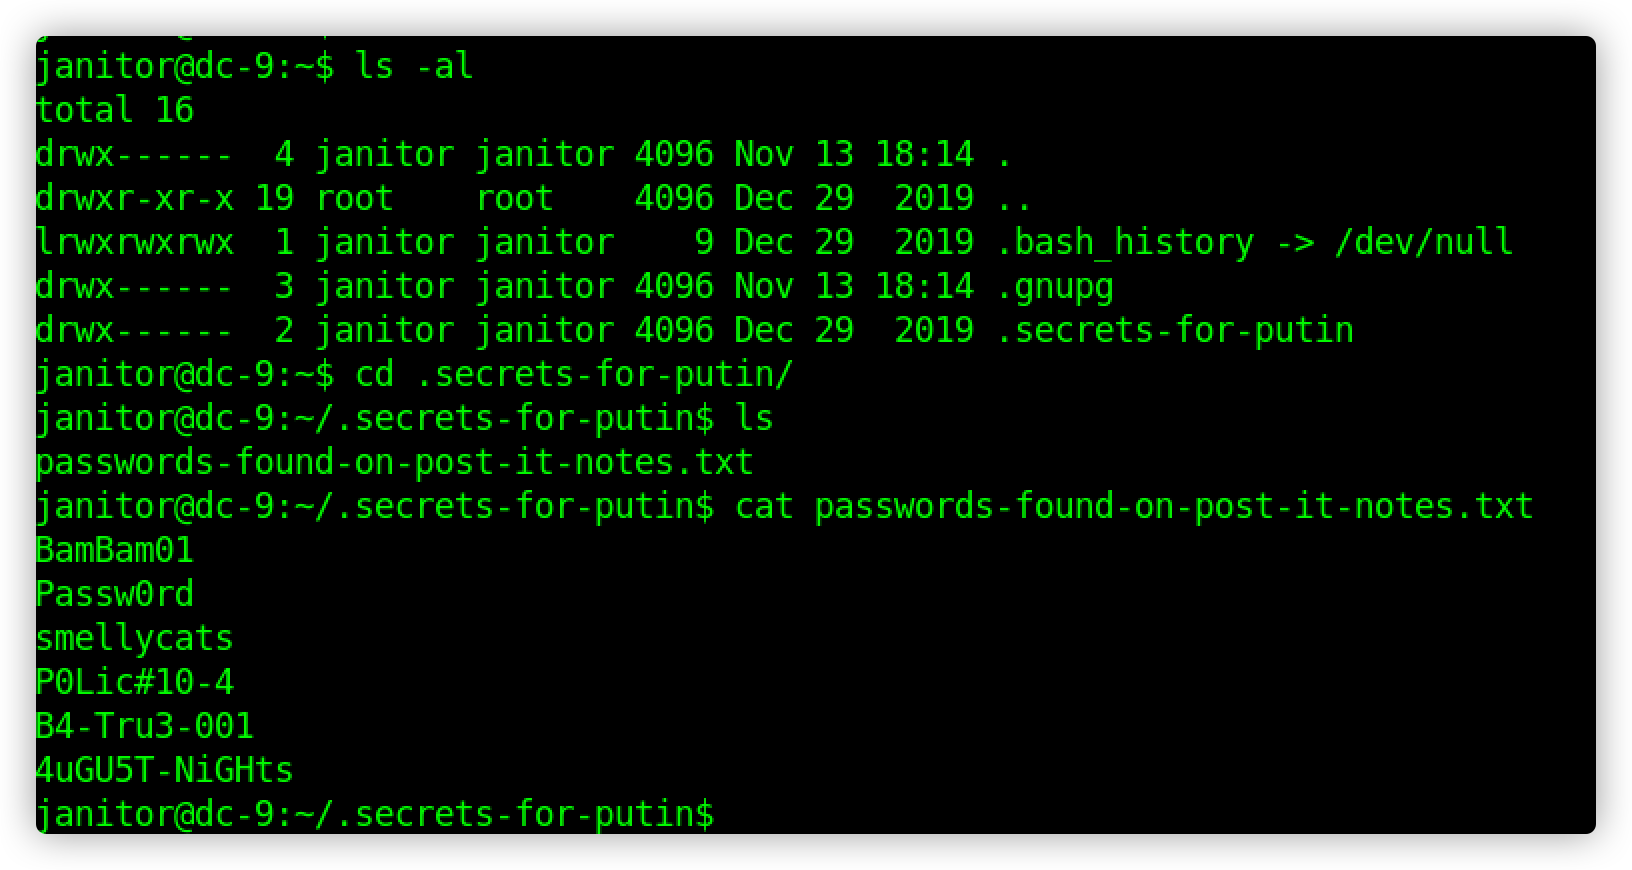 janitor@dc-9:~$ ls -al
total 16
drwx------  4 janitor janitor 4096 Nov 13 18:14 .
drwxr-xr-x 19 root    root    4096 Dec 29  2019 ..
lrwxrwxrwx  1 janitor janitor    9 Dec 29  2019 .bash_history -> /dev/null
drwx------  3 janitor janitor 4096 Nov 13 18:14 .gnupg
drwx------  2 janitor janitor 4096 Dec 29  2019 .secrets-for-putin
janitor@dc-9:~$ cd .secrets-for-putin/
janitor@dc-9:~/.secrets-for-putin$ ls
passwords-found-on-post-it-notes.txt
janitor@dc-9:~/.secrets-for-putin$ cat passwords-found-on-post-it-notes.txt
BamBam01
Passw0rd
smellycats
P0Lic#10-4
B4-Tru3-001
4uGU5T-NiGHts
janitor@dc-9:~/.secrets-for-putin$